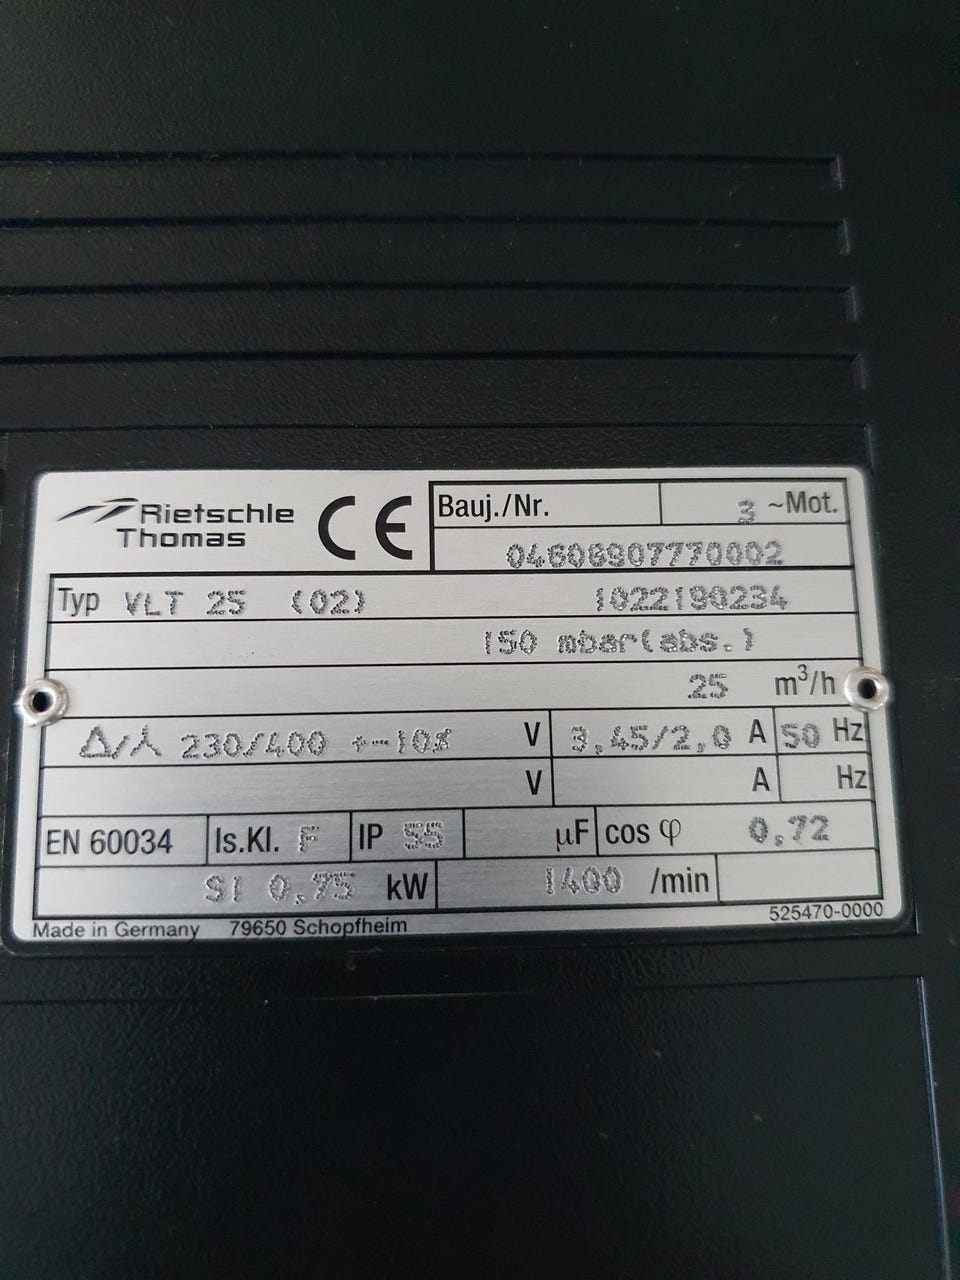 Rietschle
Thomas
CE
Bauj./Nr. 3 ~Mot.
04606907770002
Typ VLT 25 (02) 1022190234
150 mbar(abs.)
25 m³/h
Δ/⅄ 230/400 +-10% V 3,45/2,0 A 50 Hz
V A Hz
EN 60034 Is.Kl. F IP 55 µF cos φ 0,72
S1 0,75 kW 1400 /min
Made in Germany 79650 Schopfheim 525470-0000